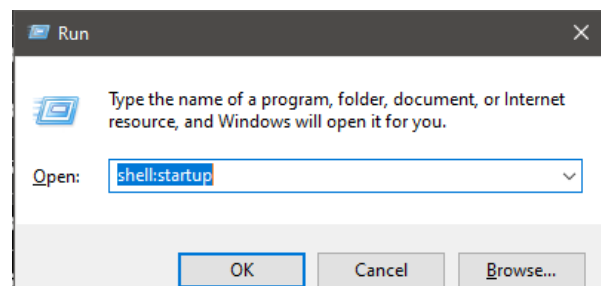 Run
Type the name of a program, folder, document, or Internet
resource, and Windows will open it for you.
Open: shell:startup
OK Cancel Browse...